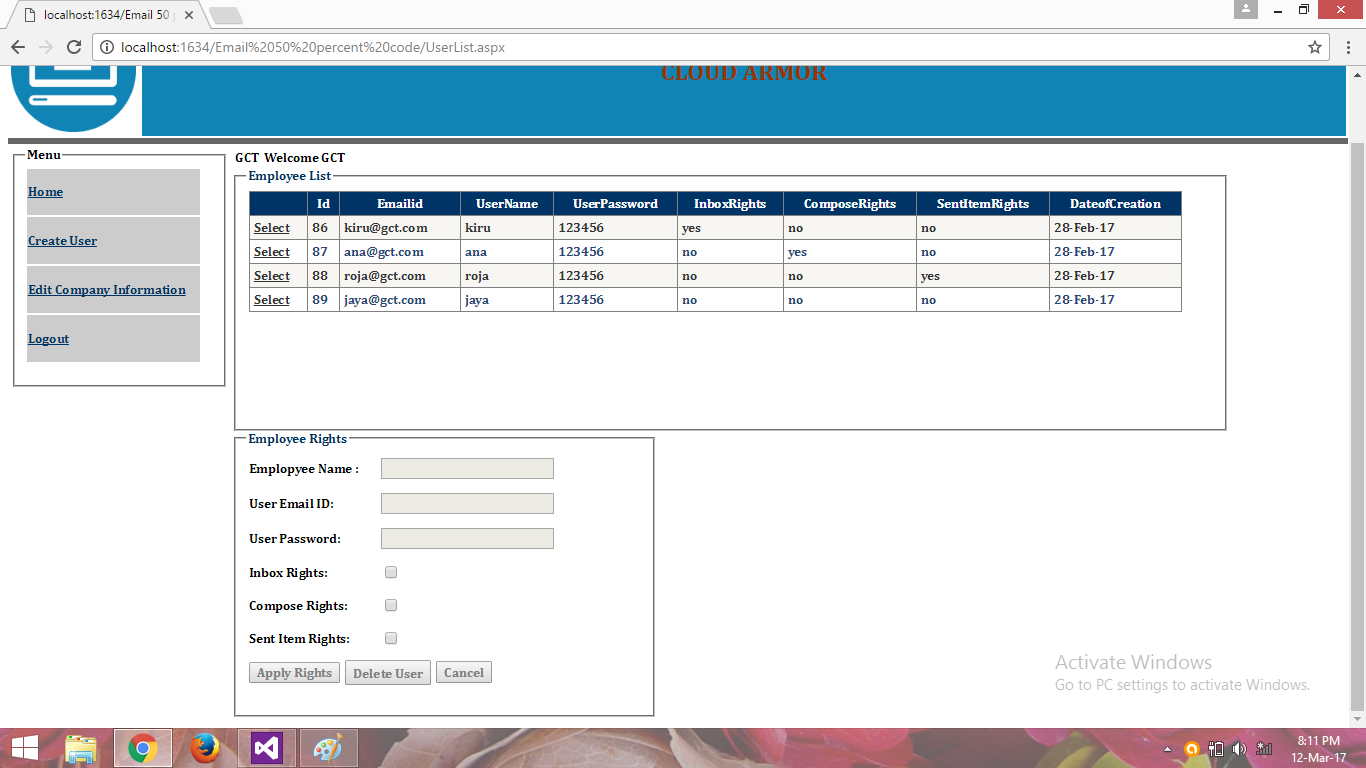 localhost:1634/Email 50
localhost:1634/Email%2050%20percent%20code/UserList.aspx
CLOUD ARMOR
Menu
Home
Create User
Edit Company Information
Logout
GCT Welcome GCT
Employee List
Id Emailid UserName UserPassword InboxRights ComposeRights SentItemRights DateofCreation
Select 86 kiru@gct.com kiru 123456 yes no no 28-Feb-17
Select 87 ana@gct.com ana 123456 no yes no 28-Feb-17
Select 88 roja@gct.com roja 123456 no no yes 28-Feb-17
Select 89 jaya@gct.com jaya 123456 no no no 28-Feb-17
Employee Rights
Emplopyee Name :
User Email ID:
User Password:
Inbox Rights:
Compose Rights:
Sent Item Rights:
Apply Rights Delete User Cancel
Activate Windows
Go to PC settings to activate Windows.
8:11 PM
12-Mar-17